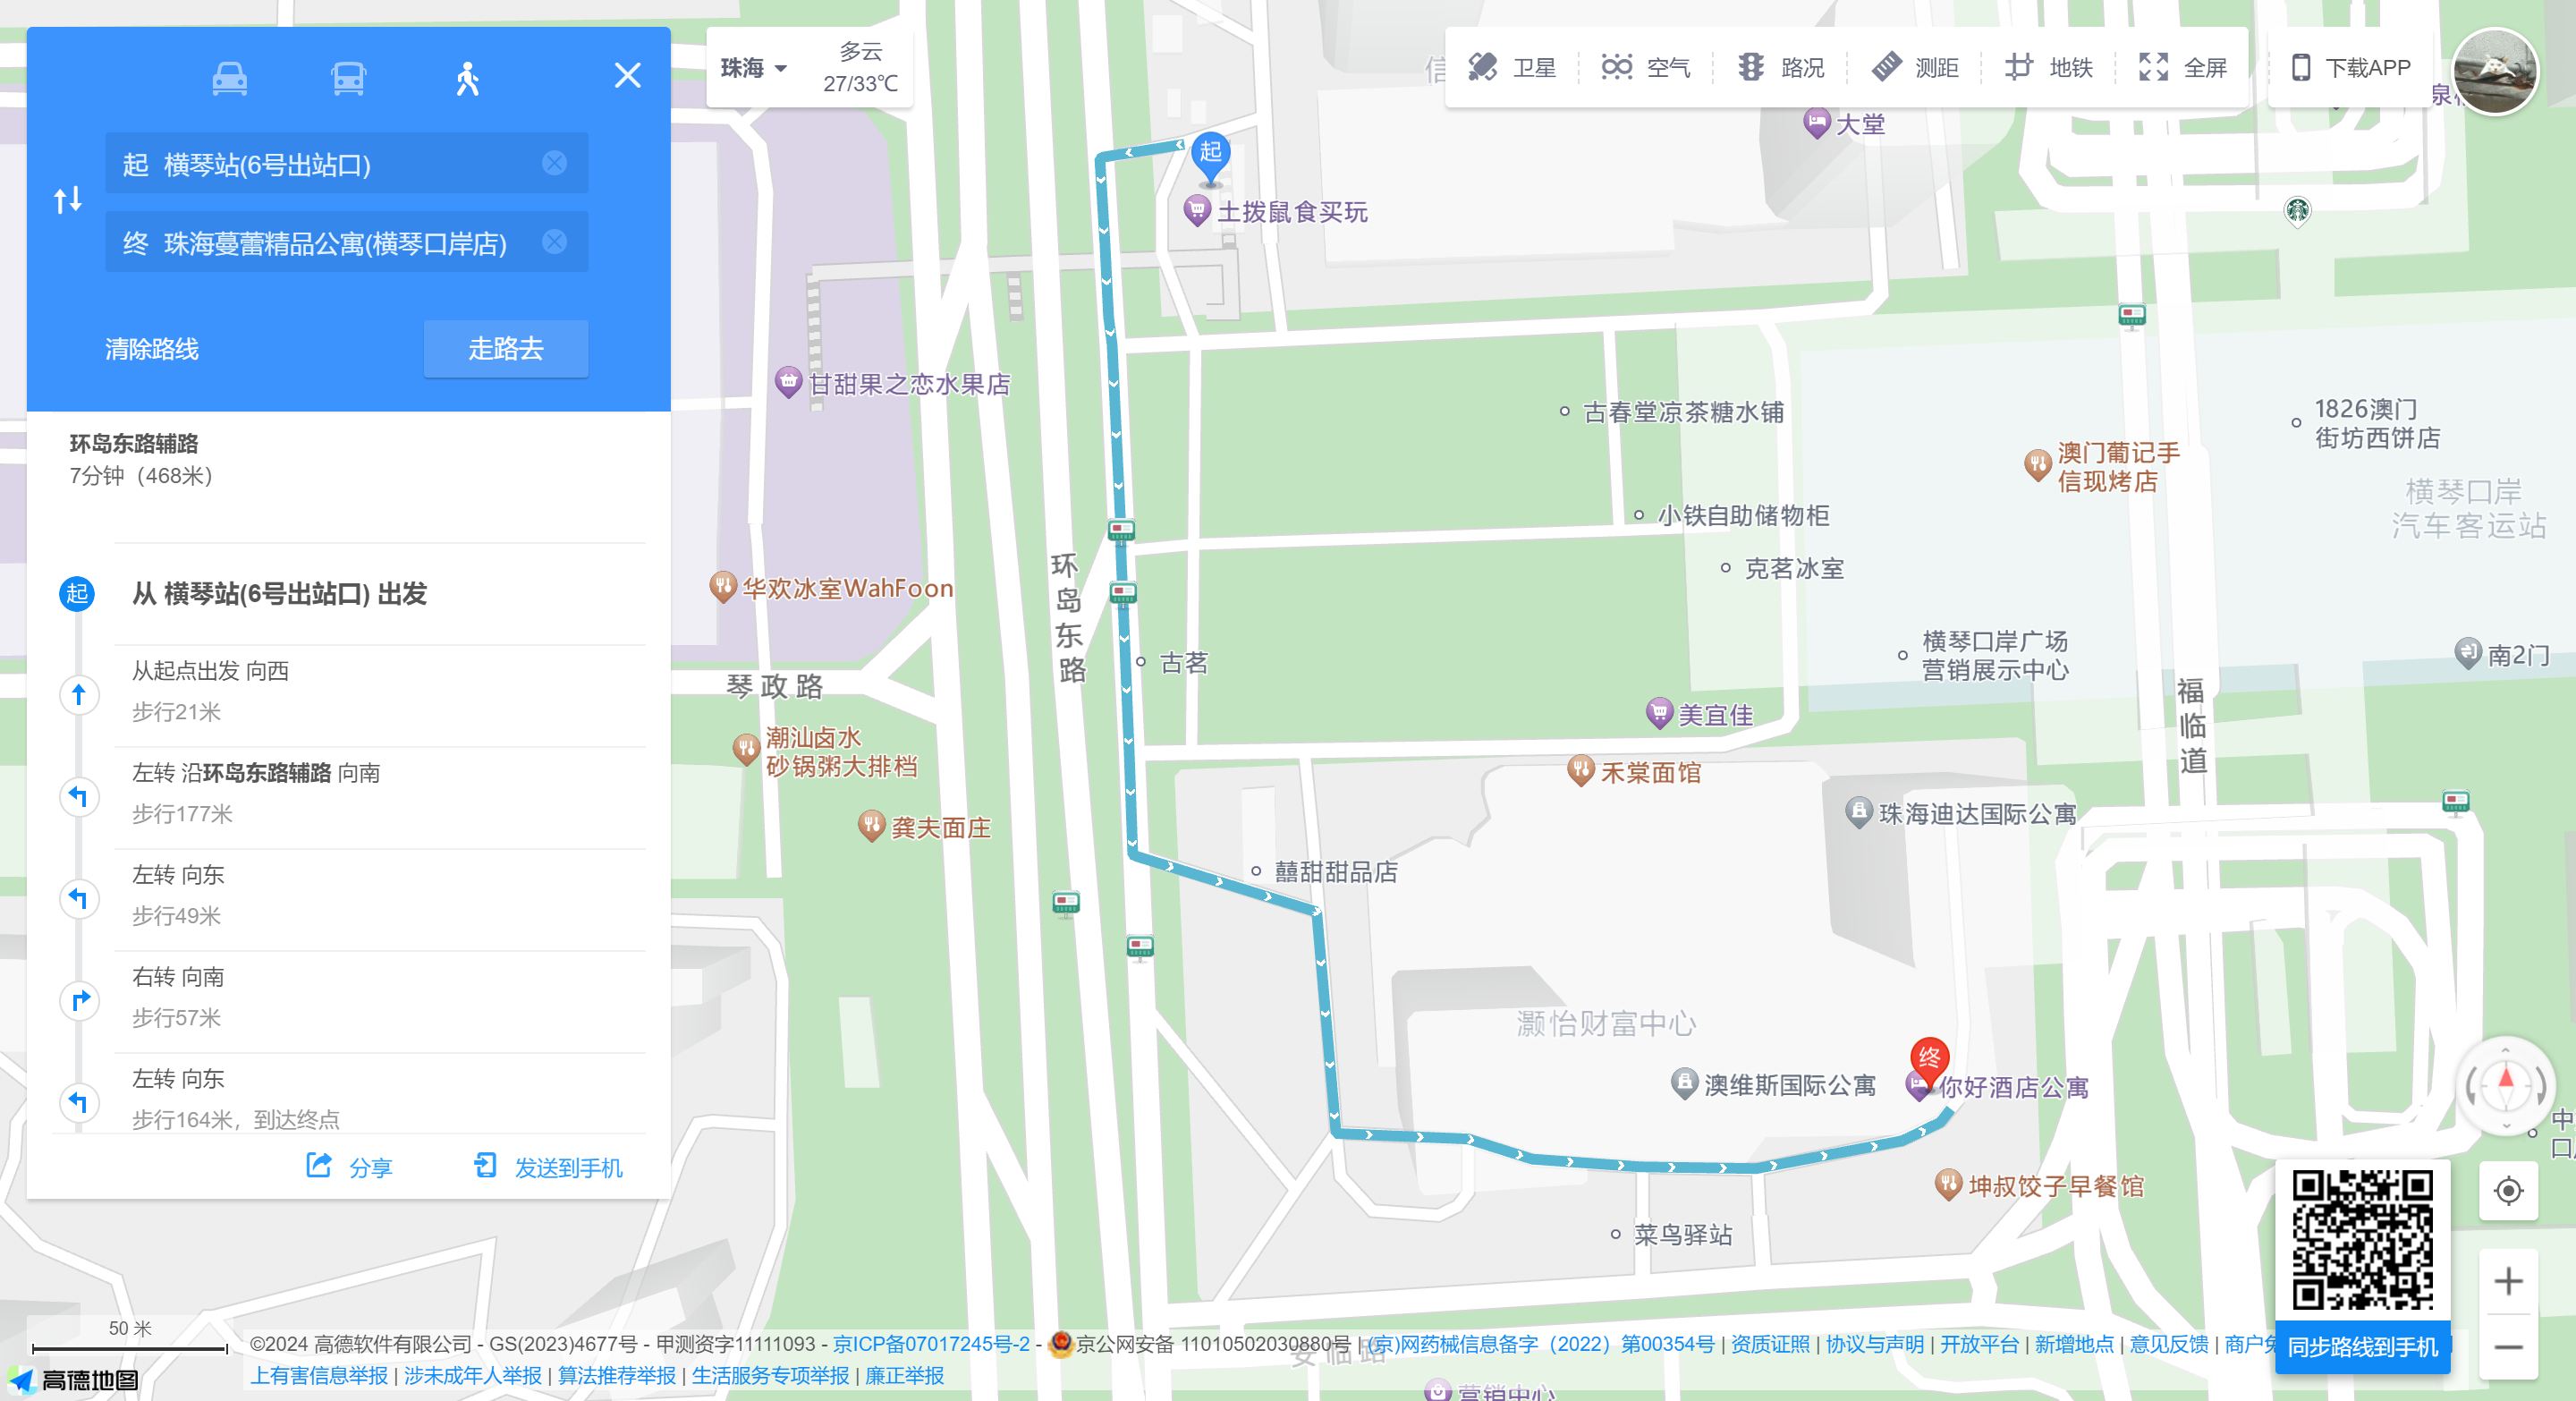 起 横琴站(6号出站口)
终 珠海蔓蕾精品公寓(横琴口岸店)
清除路线
走路去
环岛东路辅路
7分钟（468米）
起 从 横琴站(6号出站口) 出发
从起点出发 向西
步行21米
左转 沿环岛东路辅路 向南
步行177米
左转 向东
步行49米
右转 向南
步行57米
左转 向东
步行164米，到达终点
分享
发送到手机
50 米
高德地图
珠海
多云
27/33℃
信
卫星
空气
路况
测距
地铁
全屏
下载APP
泉
大堂
起
土拨鼠食买玩
甘甜果之恋水果店
古春堂凉茶糖水铺
1826澳门
街坊西饼店
澳门葡记手
信现烤店
横琴口岸
汽车客运站
小铁自助储物柜
克茗冰室
华欢冰室WahFoon
环岛东路
古茗
横琴口岸广场
营销展示中心
南2门
琴政路
福临道
美宜佳
潮汕卤水
砂锅粥大排档
禾棠面馆
龚夫面庄
珠海迪达国际公寓
囍甜甜品店
灏怡财富中心
终
澳维斯国际公寓
你好酒店公寓
中
口
坤叔饺子早餐馆
菜鸟驿站
安临路
营销中心
同步路线到手机
©2024 高德软件有限公司 - GS(2023)4677号 - 甲测资字11111093 - 京ICP备07017245号-2 - 京公网安备 11010502030880号 | (京)网药械信息备字（2022）第00354号 | 资质证照 | 协议与声明 | 开放平台 | 新增地点 | 意见反馈 | 商户免
上有害信息举报 | 涉未成年人举报 | 算法推荐举报 | 生活服务专项举报 | 廉正举报